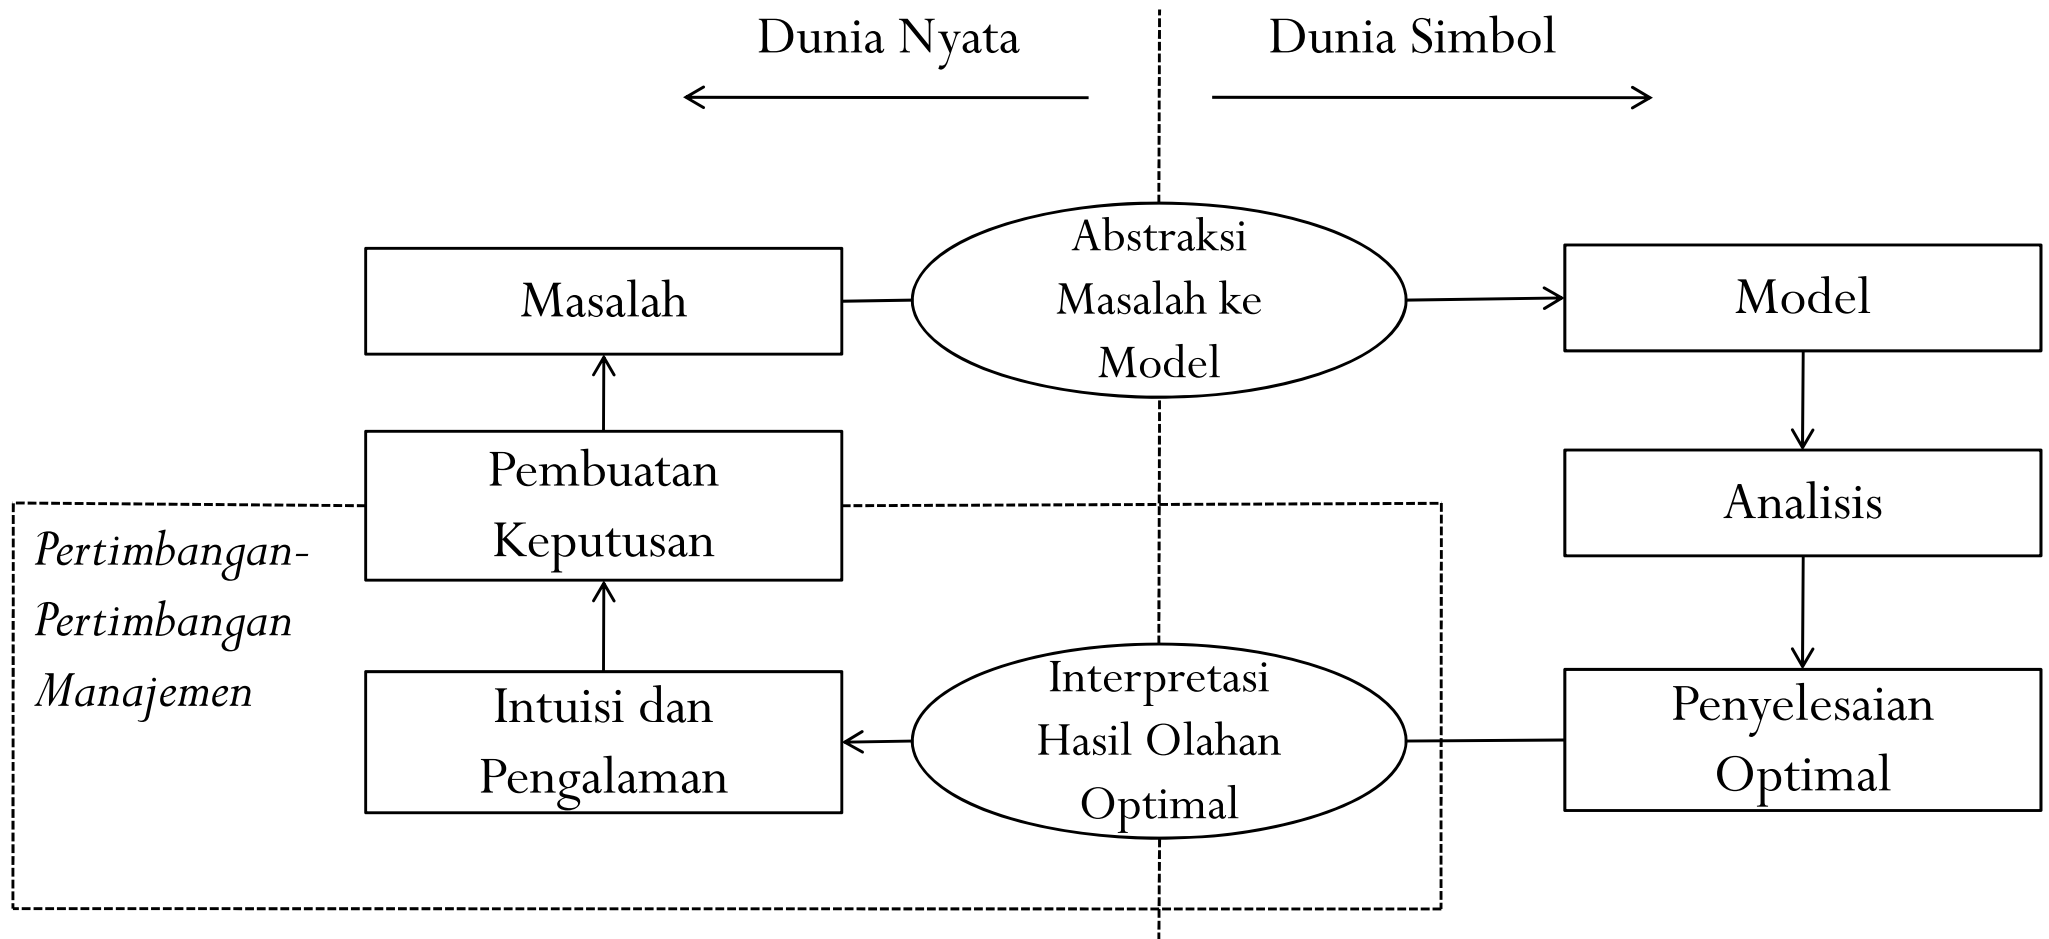 Dunia Nyata
Dunia Simbol
Masalah
Abstraksi
Masalah ke
Model
Model
Pembuatan
Keputusan
Analisis
Pertimbangan-
Pertimbangan
Manajemen
Intuisi dan
Pengalaman
Interpretasi
Hasil Olahan
Optimal
Penyelesaian
Optimal